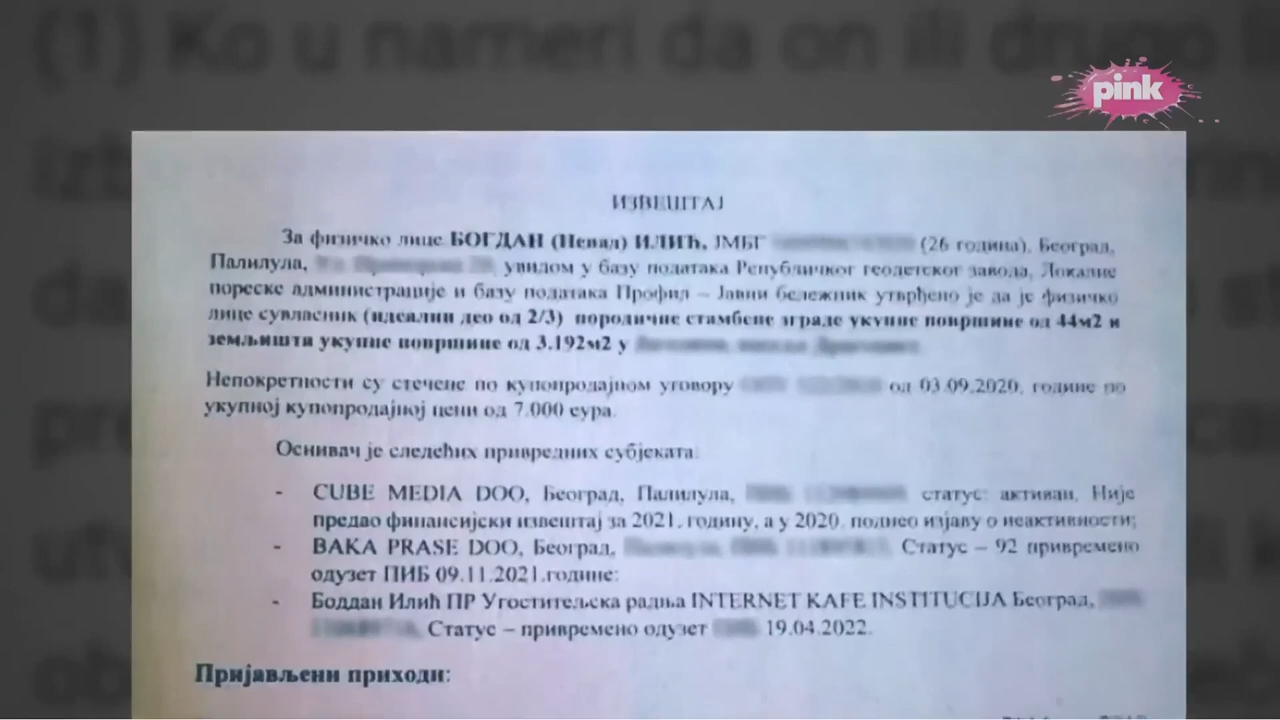 (1) Ko u nameri da on ili drugo
pink
ИЗВЕШТАЈ
За физичко лице БОГДАН (Ненад) ИЛИЋ, ЈМБГ (26 година), Београд,
Палилула, увидом у базу података Републичког геодетског завода, Локалне
пореске администрације и базу података Профил – Јавни бележник утврђено је да је физичко
лице сувласник (идеални део од 2/3) породичне стамбене зграде укупне површине од 44м2 и
земљишта укупне површине од 3.192м2 у
Непокретности су стечене по купопродајном уговору од 03.09.2020. године по
укупној купопродајној цени од 7.000 еура.
Оснивач је следећих привредних субјеката:
- CUBE MEDIA DOO, Београд, Палилула, статус: активан. Није
предао финансијски извештај за 2021. годину, а у 2020. поднео изјаву о неактивности;
- BAKA PRASE DOO, Београд, Статус – 92 привремено
одузет ПИБ 09.11.2021.године;
- Боддан Илић ПР Угоститељска радња INTERNET KAFE INSTITUCIJA Београд,
Статус – привремено одузет 19.04.2022.
Пријављени приходи: